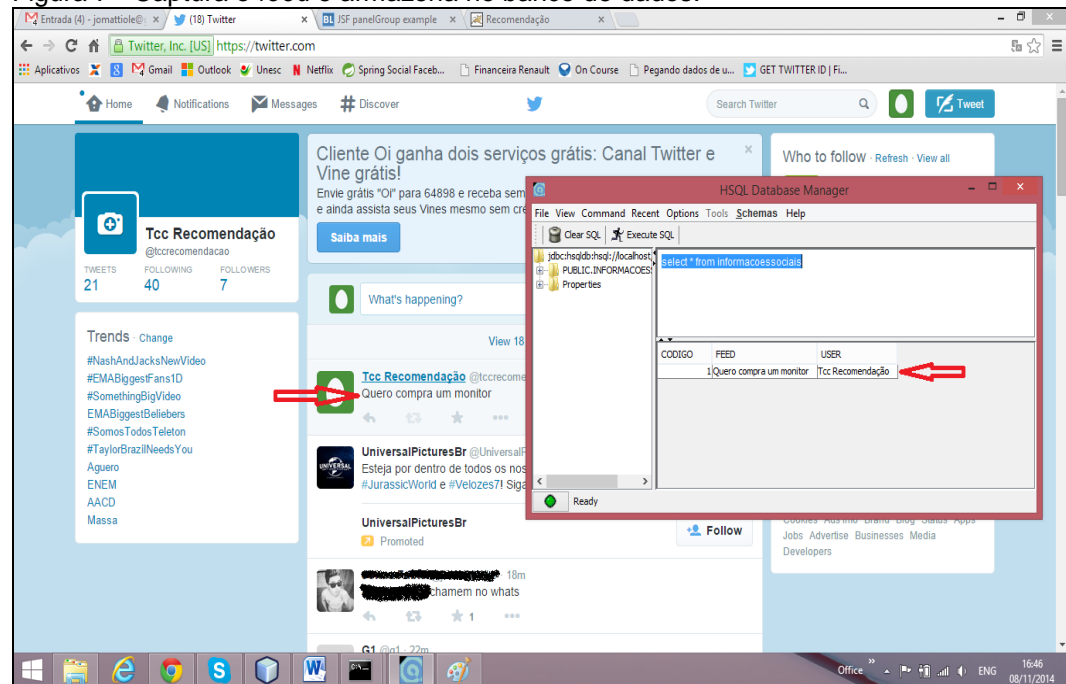 Entrada (4) - jomattiole@
(18) Twitter
JSF panelGroup example
Recomendação
Twitter, Inc. [US] https://twitter.com
Aplicativos
Gmail
Outlook
Unesc
Netflix
Spring Social Faceb...
Financeira Renault
On Course
Pegando dados de u...
GET TWITTER ID | Fi...
Home
Notifications
Messages
Discover
Search Twitter
Tweet
Tcc Recomendação
@tccrecomendacao
TWEETS FOLLOWING FOLLOWERS
21 40 7
Trends · Change
#NashAndJacksNewVideo
#EMABiggestFans1D
#SomethingBigVideo
EMABiggestBeliebers
#SomosTodosTeleton
#TaylorBrazilNeedsYou
Aguero
ENEM
AACD
Massa
Cliente Oi ganha dois serviços grátis: Canal Twitter e
Vine grátis!
Envie grátis "Oi" para 64898 e receba sem
e ainda assista seus Vines mesmo sem cré
Saiba mais
What's happening?
View 18
Tcc Recomendação @tccrecome
Quero compra um monitor
UniversalPicturesBr @UniversalP
Esteja por dentro de todos os nos
#JurassicWorld e #Velozes7! Siga
UniversalPicturesBr
Promoted
Follow
18m
chamem no whats
1
G1 @g1 · 22m
Who to follow · Refresh · View all
HSQL Database Manager
File View Command Recent Options Tools Schemas Help
Clear SQL Execute SQL
jdbc:hsqldb:hsql://localhost
PUBLIC.INFORMACOES
Properties
select * from informacoessociais
CODIGO FEED USER
1 Quero compra um monitor Tcc Recomendação
Ready
Jobs Advertise Businesses Media
Developers
Office
ENG
16:46
08/11/2014